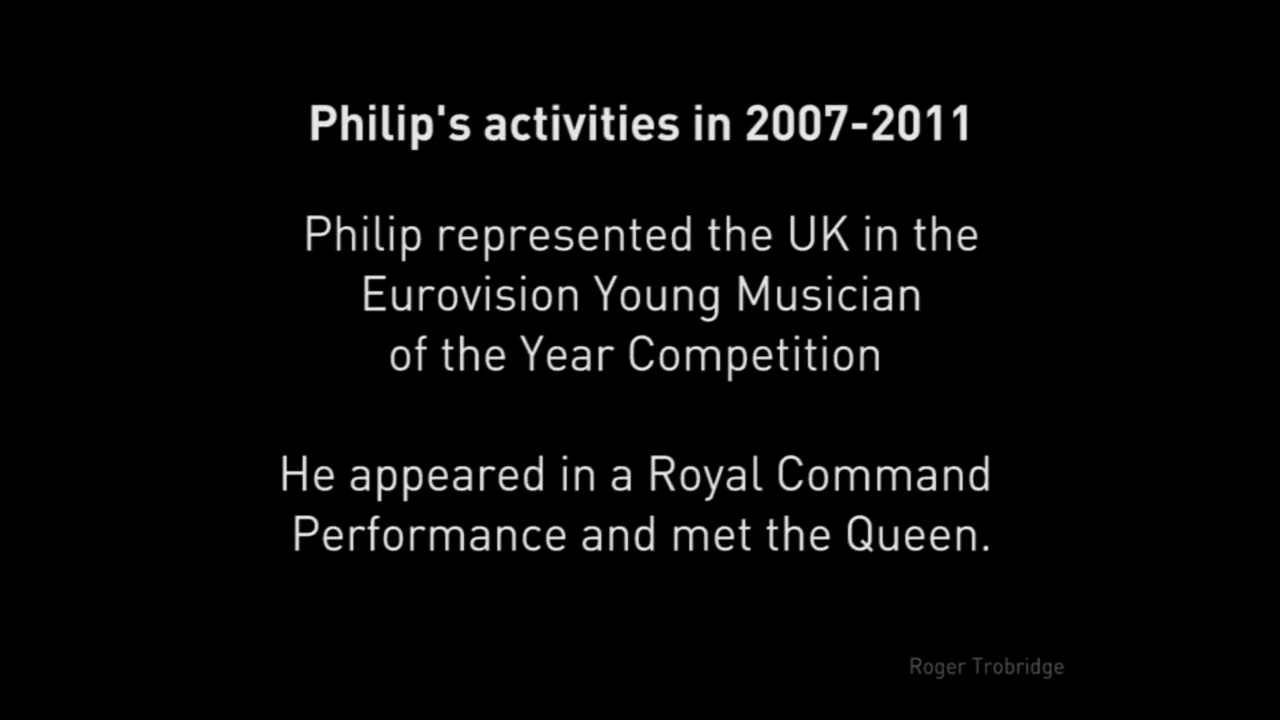 Philip's activities in 2007-2011
Philip represented the UK in the
Eurovision Young Musician
of the Year Competition
He appeared in a Royal Command
Performance and met the Queen.
Roger Trobridge